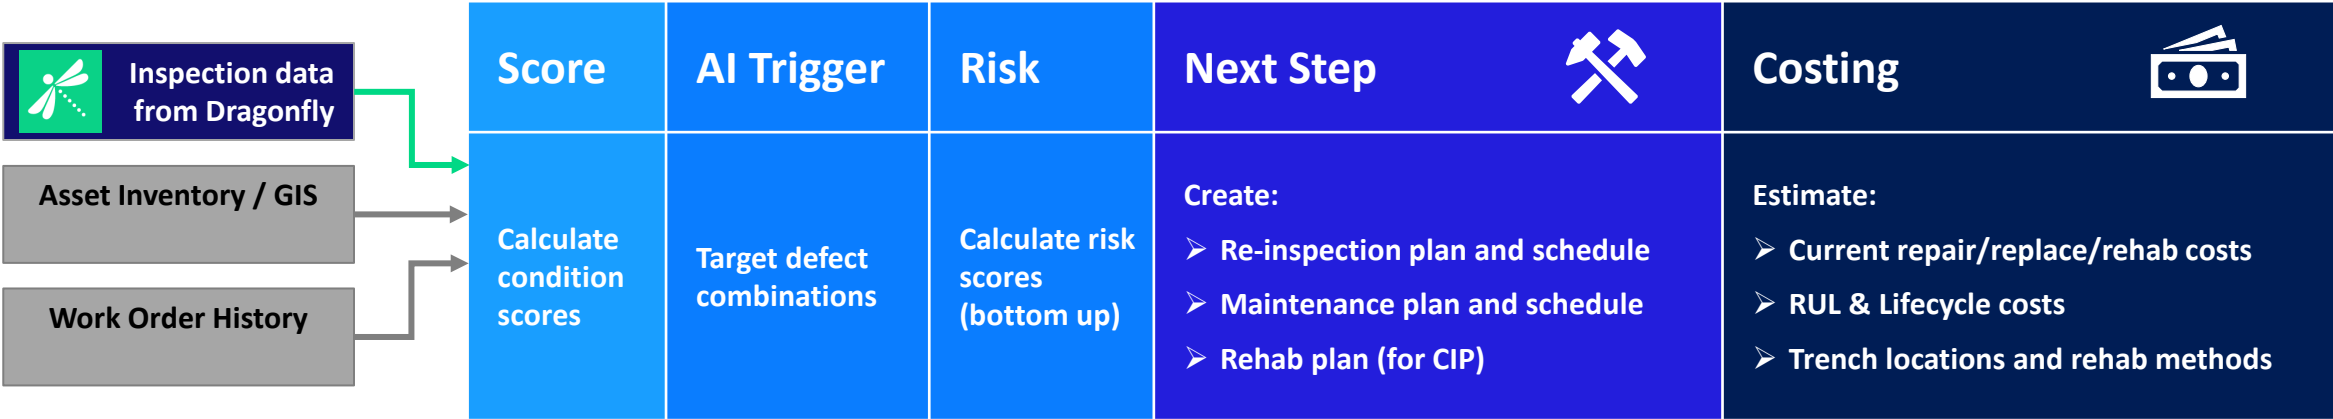 Inspection data
from Dragonfly
Asset Inventory / GIS
Work Order History
Score
Calculate
condition
scores
AI Trigger
Target defect
combinations
Risk
Calculate risk
scores
(bottom up)
Next Step
Create:
➢ Re-inspection plan and schedule
➢ Maintenance plan and schedule
➢ Rehab plan (for CIP)
Costing
Estimate:
➢ Current repair/replace/rehab costs
➢ RUL & Lifecycle costs
➢ Trench locations and rehab methods